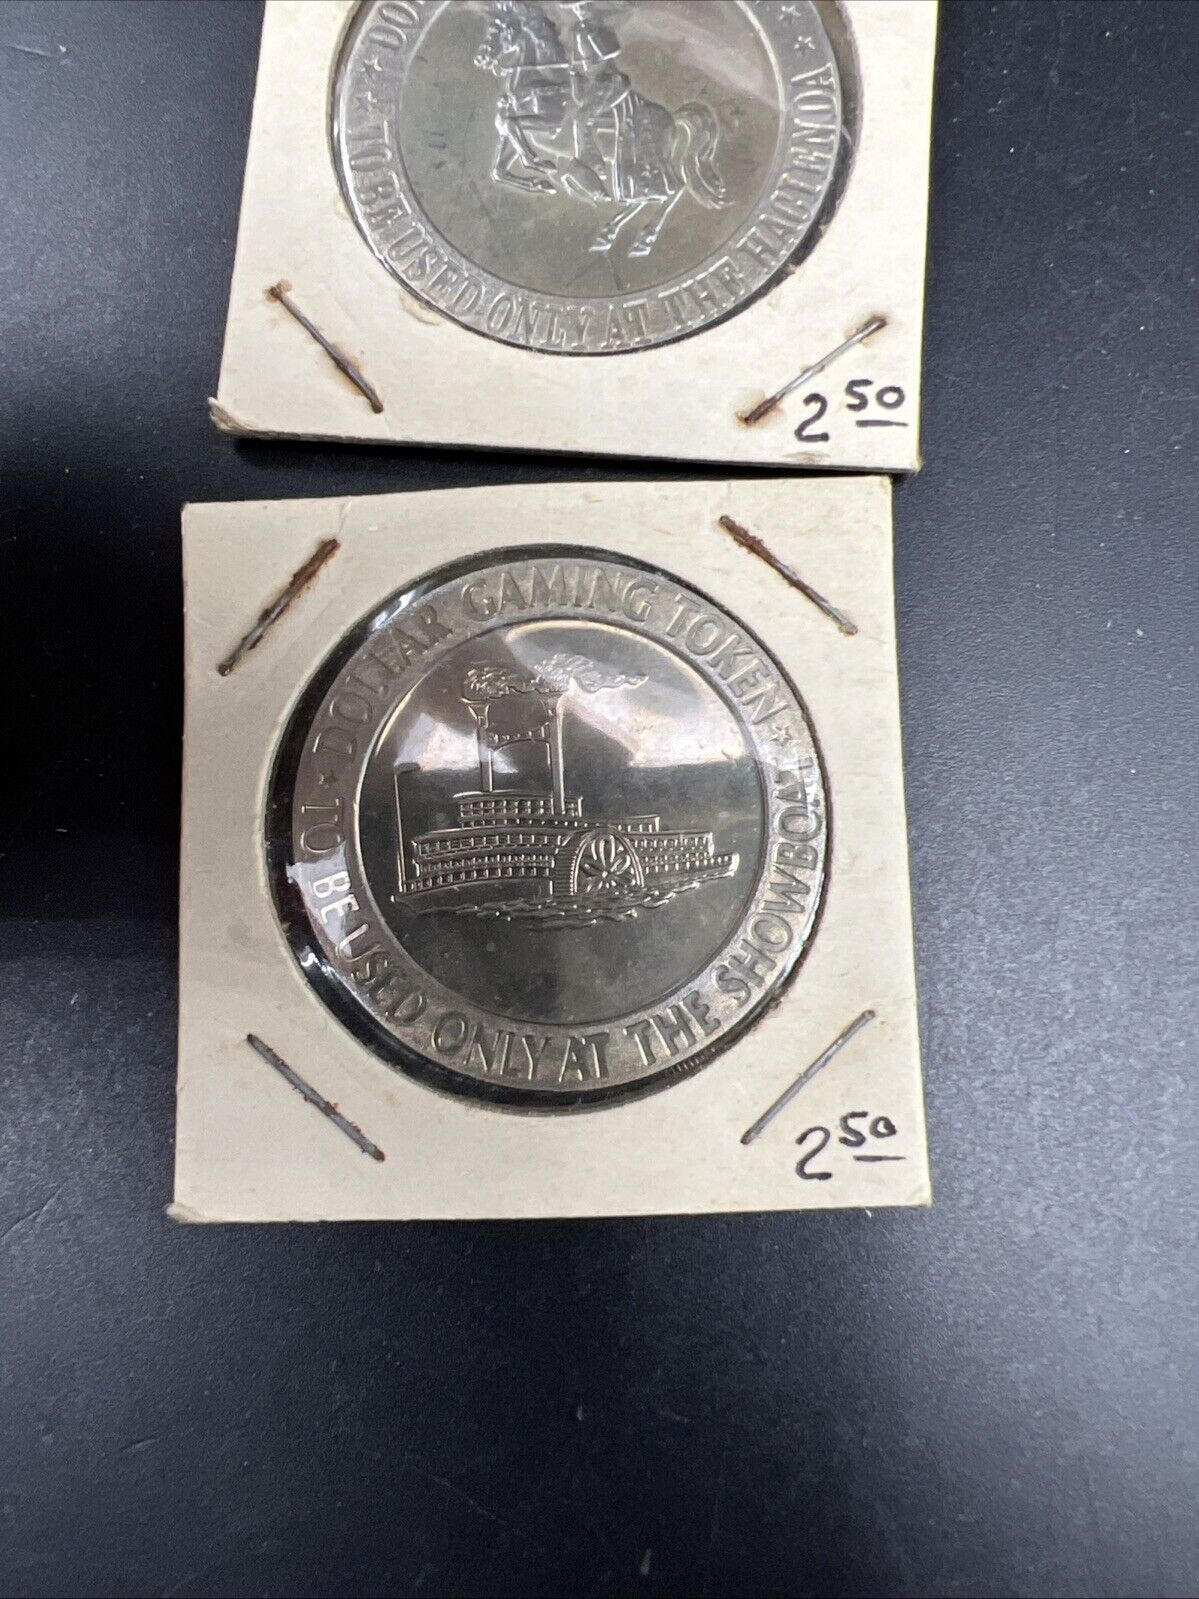 TO BE USED ONLY AT THE HACIENDA
2 50
DOLLAR GAMING TOKEN
TO BE USED ONLY AT THE SHOWBOAT
2 50